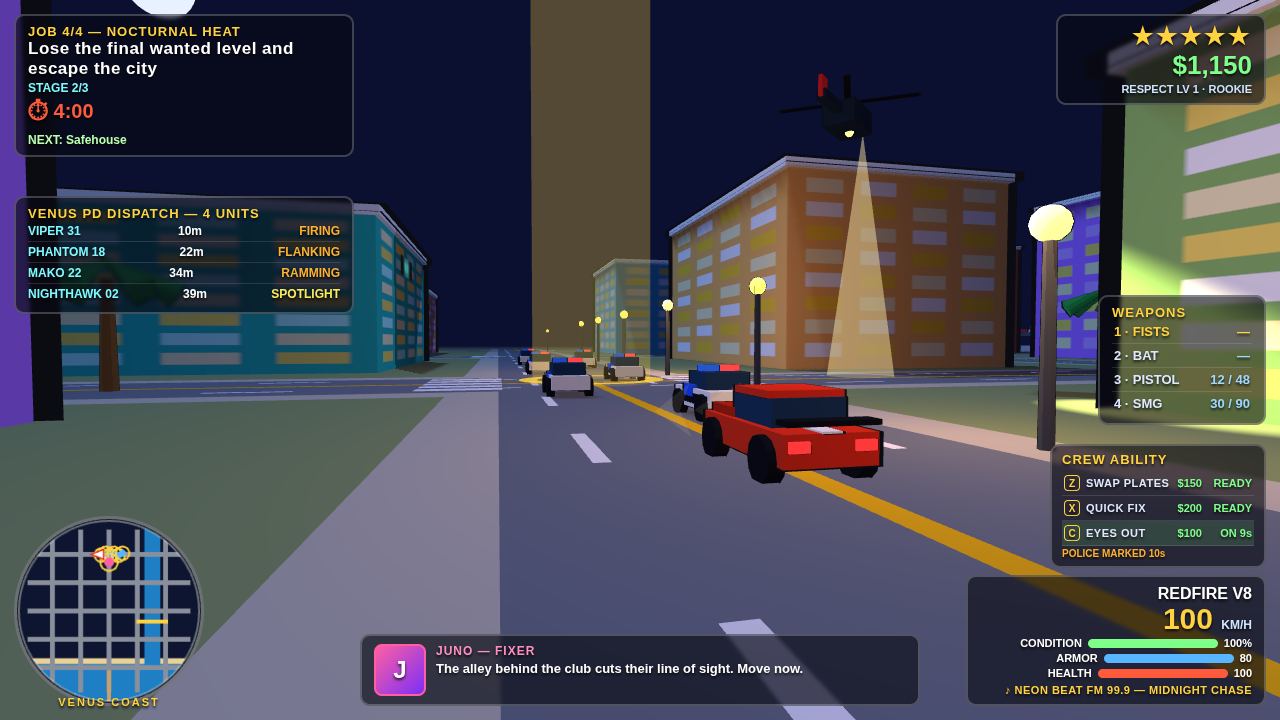 JOB 4/4 — NOCTURNAL HEAT
Lose the final wanted level and
escape the city
STAGE 2/3
⏱ 4:00
NEXT: Safehouse
★★★★★
$1,150
RESPECT LV 1 · ROOKIE
VENUS PD DISPATCH — 4 UNITS
VIPER 31 10m FIRING
PHANTOM 18 22m FLANKING
MAKO 22 34m RAMMING
NIGHTHAWK 02 39m SPOTLIGHT
WEAPONS
1 · FISTS —
2 · BAT —
3 · PISTOL 12 / 48
4 · SMG 30 / 90
CREW ABILITY
Z SWAP PLATES $150 READY
X QUICK FIX $200 READY
C EYES OUT $100 ON 9s
POLICE MARKED 10s
REDFIRE V8
100 KM/H
CONDITION 100%
ARMOR 80
HEALTH 100
♪ NEON BEAT FM 99.9 — MIDNIGHT CHASE
J
JUNO — FIXER
The alley behind the club cuts their line of sight. Move now.
VENUS COAST